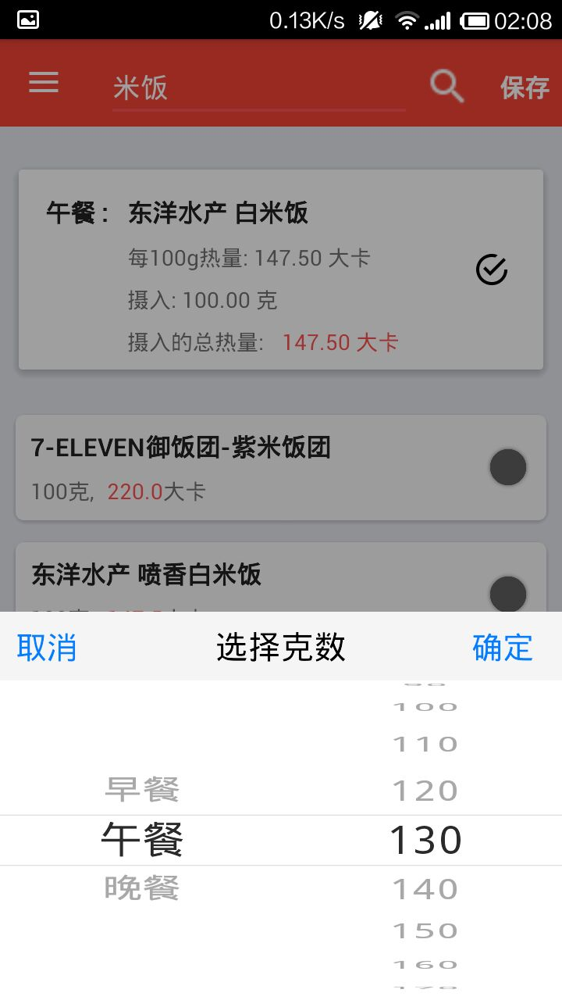 0.13K/s 02:08
米饭 保存
午餐： 东洋水产 白米饭
每100g热量: 147.50 大卡
摄入: 100.00 克
摄入的总热量: 147.50 大卡
7-ELEVEN御饭团-紫米饭团
100克, 220.0大卡
东洋水产 喷香白米饭
取消 选择克数 确定
100
110
早餐 120
午餐 130
晚餐 140
150
160